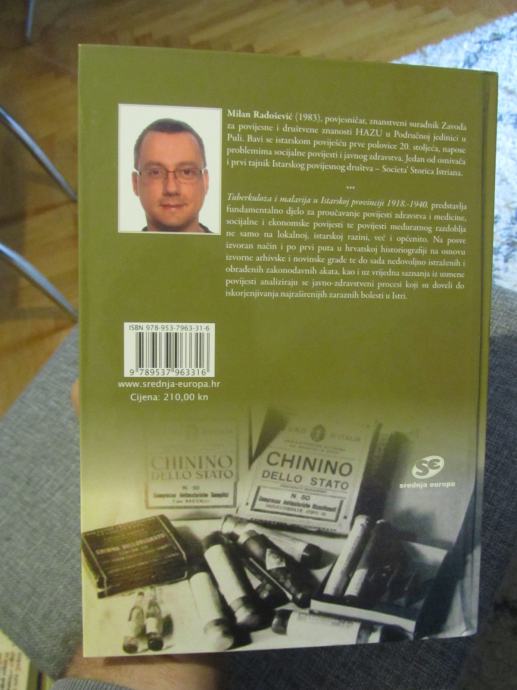 Milan Radošević (1983), povjesničar, znanstveni suradnik Zavoda
za povijesne i društvene znanosti HAZU u Područnoj jedinici u
Puli. Bavi se istarskom poviješću prve polovice 20. stoljeća, napose
problemima socijalne povijesti i javnog zdravstva. Jedan od osnivača
i prvi tajnik Istarskog povijesnog društva – Societa' Storica Istriana.
***
Tuberkuloza i malarija u Istarskoj provinciji 1918.-1940. predstavlja
fundamentalno djelo za proučavanje povijesti zdravstva i medicine,
socijalne i ekonomske povijesti te povijesti međuratnog razdoblja
ne samo na lokalnoj, istarskoj razini, već i općenito. Na posve
izvoran način i po prvi puta u hrvatskoj historiografiji na osnovu
izvorne arhivske i novinske građe te do sada nedovoljno istraženih i
obrađenih zakonodavnih akata, kao i uz vrijedna saznanja iz usmene
povijesti analiziraju se javno-zdravstveni procesi koji su doveli do
iskorjenjivanja najraširenijih zaraznih bolesti u Istri.
ISBN 978-953-7963-31-6
9 789537 963316
www.srednja-europa.hr
Cijena: 210,00 kn
se
srednja europa
CHININO
DELLO STATO
N. 50
CHININO
DELLO STATO
N. 50